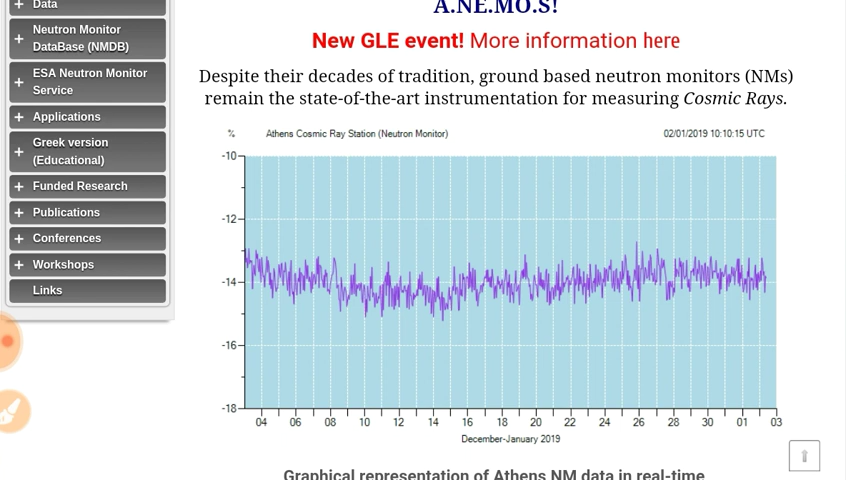 Data
Neutron Monitor
DataBase (NMDB)
ESA Neutron Monitor
Service
Applications
Greek version
(Educational)
Funded Research
Publications
Conferences
Workshops
Links
A.NE.MO.S!
New GLE event! More information here
Despite their decades of tradition, ground based neutron monitors (NMs)
remain the state-of-the-art instrumentation for measuring Cosmic Rays.
% Athens Cosmic Ray Station (Neutron Monitor) 02/01/2019 10:10:15 UTC
-10
-12
-14
-16
-18
04 06 08 10 12 14 16 18 20 22 24 26 28 30 01 03
December-January 2019
Graphical representation of Athens NM data in real-time